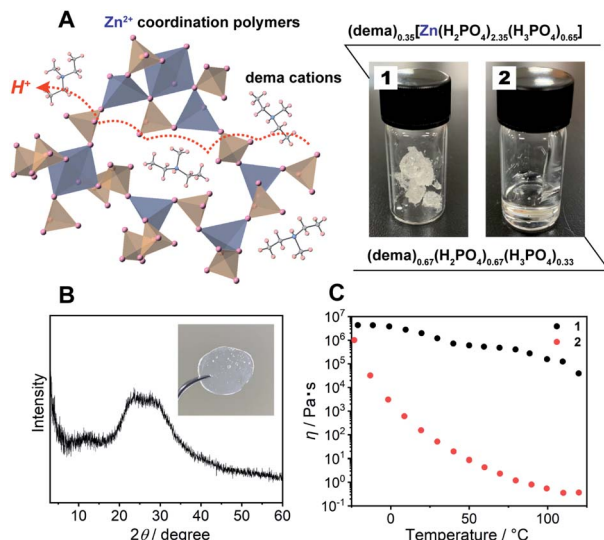 A
Zn²⁺ coordination polymers
dema cations
H⁺
(dema)₀.₃₅[Zn(H₂PO₄)₂.₃₅(H₃PO₄)₀.₆₅]
1
2
(dema)₀.₆₇(H₂PO₄)₀.₆₇(H₃PO₄)₀.₃₃
B
Intensity
10 20 30 40 50 60
2θ / degree
C
10⁷
10⁶
10⁵
10⁴
10³
10²
10¹
10⁰
10⁻¹
η / Pa·s
1
2
0 50 100
Temperature / °C